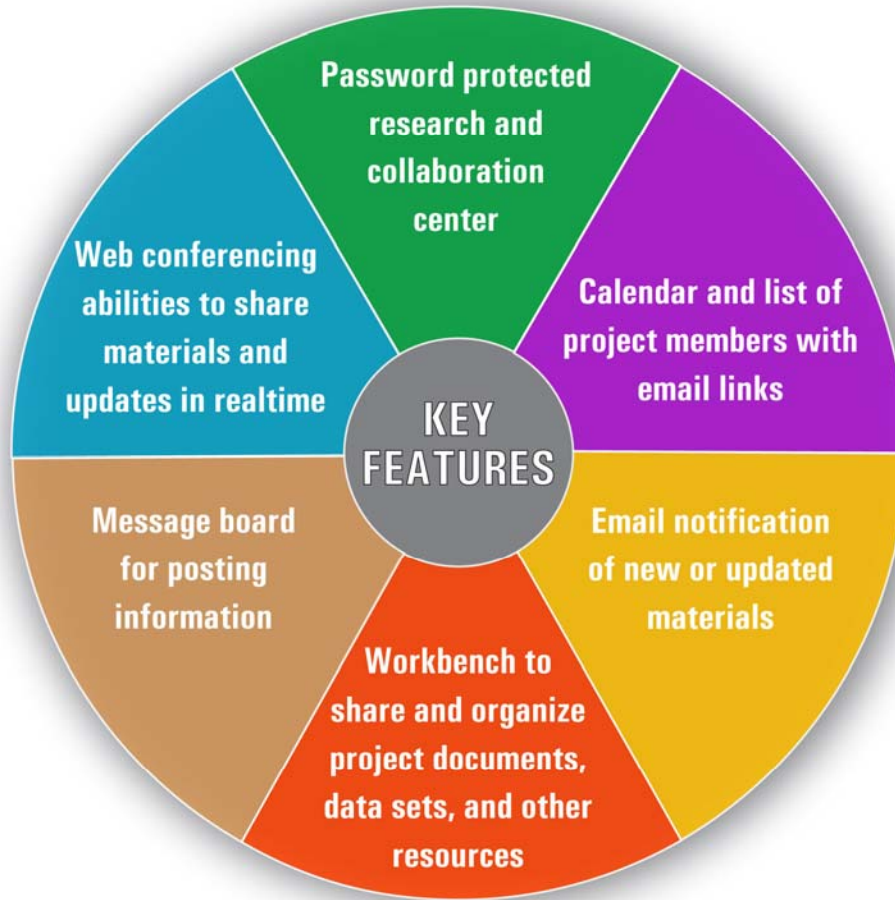 Password protected
research and
collaboration
center
Calendar and list of
project members with
email links
Email notification
of new or updated
materials
Workbench to
share and organize
project documents,
data sets, and other
resources
Message board
for posting
information
Web conferencing
abilities to share
materials and
updates in realtime
KEY
FEATURES